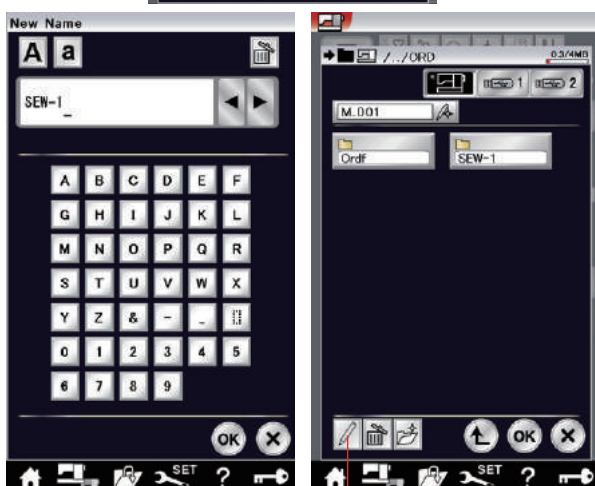 New Name
A a
SEW-1_
A B C D E F
G H I J K L
M N O P Q R
S T U V W X
Y Z & - _
0 1 2 3 4 5
6 7 8 9
OK X
SET ?
/../ORD 0.3/4MB
1 2
M.001
Ordf SEW-1
OK X
SET ?